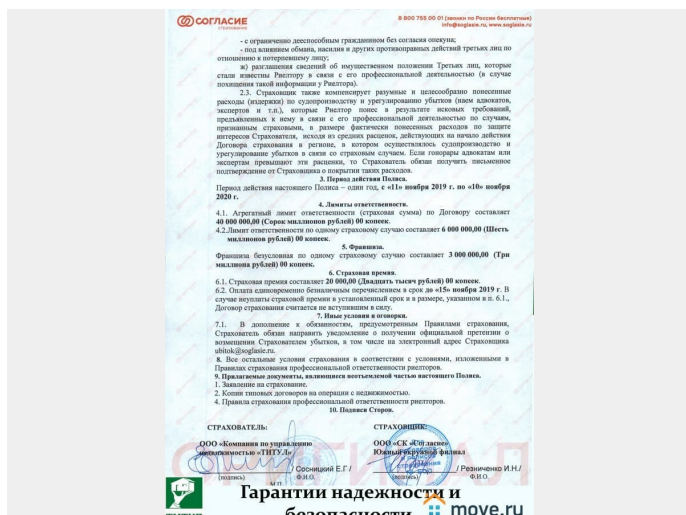 СОГЛАСИЕ
СТРАХОВАНИЕ
8 800 755 00 01 (звонки по России бесплатные)
info@soglasie.ru, www.soglasie.ru
- с ограниченно дееспособным гражданином без согласия опекуна;
- под влиянием обмана, насилия и других противоправных действий третьих лиц по
отношению к потерпевшему лицу;
ж) разглашения сведений об имущественном положении Третьих лиц, которые
стали известны Риелтору в связи с его профессиональной деятельностью (в случае
похищения такой информации у Риелтора).
2.3. Страховщик также компенсирует разумные и целесообразно понесенные
расходы (издержки) по судопроизводству и урегулированию убытков (наем адвокатов,
экспертов и т.п.), которые Риелтор понес в результате исковых требований,
предъявленных к нему в связи с его профессиональной деятельностью по случаям,
признанным страховыми, в размере фактически понесенных расходов по защите
интересов Страхователя, исходя из средних расценок, действующих на начало действия
Договора страхования в регионе, в котором осуществлялось судопроизводство и
урегулирование убытков в связи со страховым случаем. Если гонорары адвокатам или
экспертам превышают эти расценки, то Страхователь обязан получить письменное
подтверждение от Страховщика о покрытии таких расходов.
3. Период действия Полиса.
Период действия настоящего Полиса – один год, с «11» ноября 2019 г. по «10» ноября
2020 г.
4. Лимиты ответственности.
4.1. Агрегатный лимит ответственности (страховая сумма) по Договору составляет
40 000 000,00 (Сорок миллионов рублей) 00 копеек.
4.2.Лимит ответственности по одному страховому случаю составляет 6 000 000,00 (Шесть
миллионов рублей) 00 копеек.
5. Франшиза.
Франшиза безусловная по одному страховому случаю составляет 3 000 000,00 (Три
миллиона рублей) 00 копеек.
6. Страховая премия.
6.1. Страховая премия составляет 20 000,00 (Двадцать тысяч рублей) 00 копеек.
6.2. Оплата единовременно безналичным перечислением в срок до «15» ноября 2019 г. В
случае неуплаты страховой премии в установленный срок и в размере, указанном в п. 6.1.,
Договор страхования считается не вступившим в силу.
7. Иные условия и оговорки.
7.1. В дополнение к обязанностям, предусмотренным Правилами страхования,
Страхователь обязан направить уведомление о получении официальной претензии о
возмещении Страхователем убытков, в том числе на электронный адрес Страховщика
ubitok@soglasie.ru.
8. Все остальные условия страхования в соответствии с условиями, изложенными в
Правилах страхования профессиональной ответственности риелторов.
9. Прилагаемые документы, являющиеся неотъемлемой частью настоящего Полиса.
1. Заявление на страхование.
2. Копии типовых договоров на операции с недвижимостью.
4. Правила страхования профессиональной ответственности риелторов.
10. Подписи Сторон.
СТРАХОВАТЕЛЬ: СТРАХОВЩИК:
ООО «Компания по управлению ООО «СК «Согласие»
недвижимостью «ТИТУЛ» Южный окружной филиал
ОРИГИНАЛ
/ Сосницкий Е.Г / / Резниченко И.Н./
(подпись) Ф.И.О. (подпись) Ф.И.О.
М.П.
Гарантии надежности и
безопасности
move.ru
ТИТУЛ